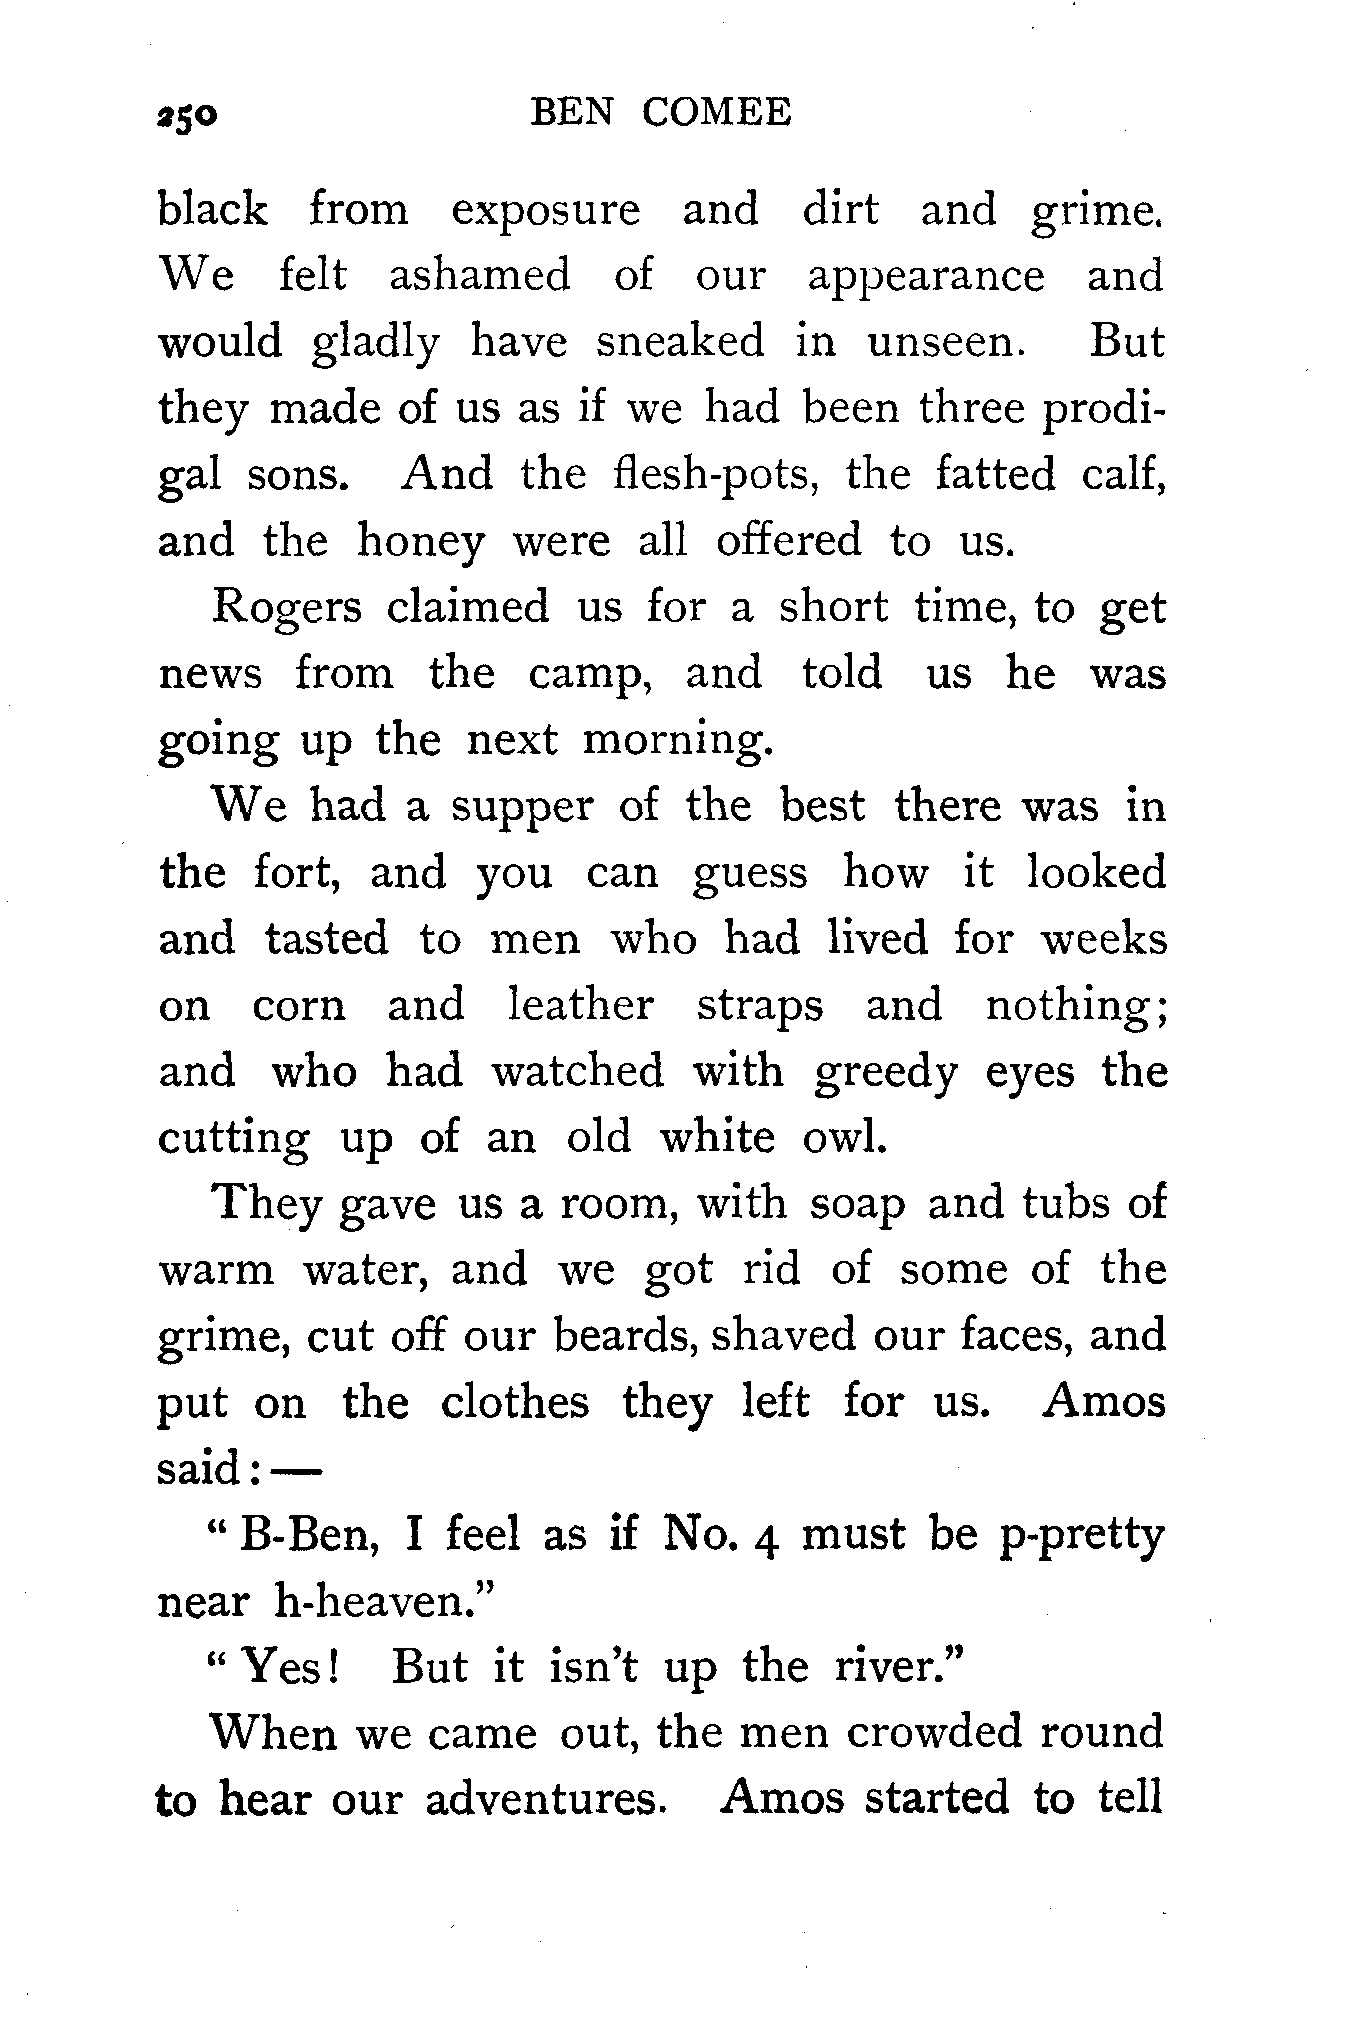 250 BEN COMEE
black from exposure and dirt and grime.
We felt ashamed of our appearance and
would gladly have sneaked in unseen. But
they made of us as if we had been three prodi-
gal sons. And the flesh-pots, the fatted calf,
and the honey were all offered to us.
Rogers claimed us for a short time, to get
news from the camp, and told us he was
going up the next morning.
We had a supper of the best there was in
the fort, and you can guess how it looked
and tasted to men who had lived for weeks
on corn and leather straps and nothing;
and who had watched with greedy eyes the
cutting up of an old white owl.
They gave us a room, with soap and tubs of
warm water, and we got rid of some of the
grime, cut off our beards, shaved our faces, and
put on the clothes they left for us. Amos
said: —
“ B-Ben, I feel as if No. 4 must be p-pretty
near h-heaven.”
“ Yes! But it isn’t up the river.”
When we came out, the men crowded round
to hear our adventures. Amos started to tell